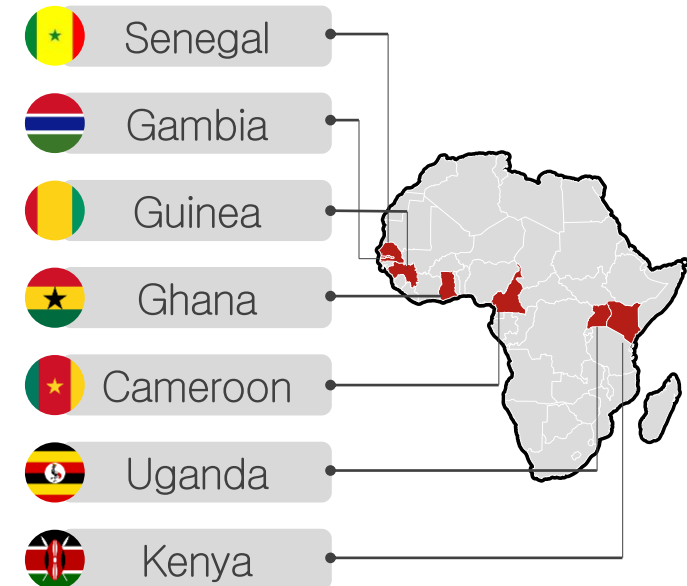 Senegal
Gambia
Guinea
Ghana
Cameroon
Uganda
Kenya